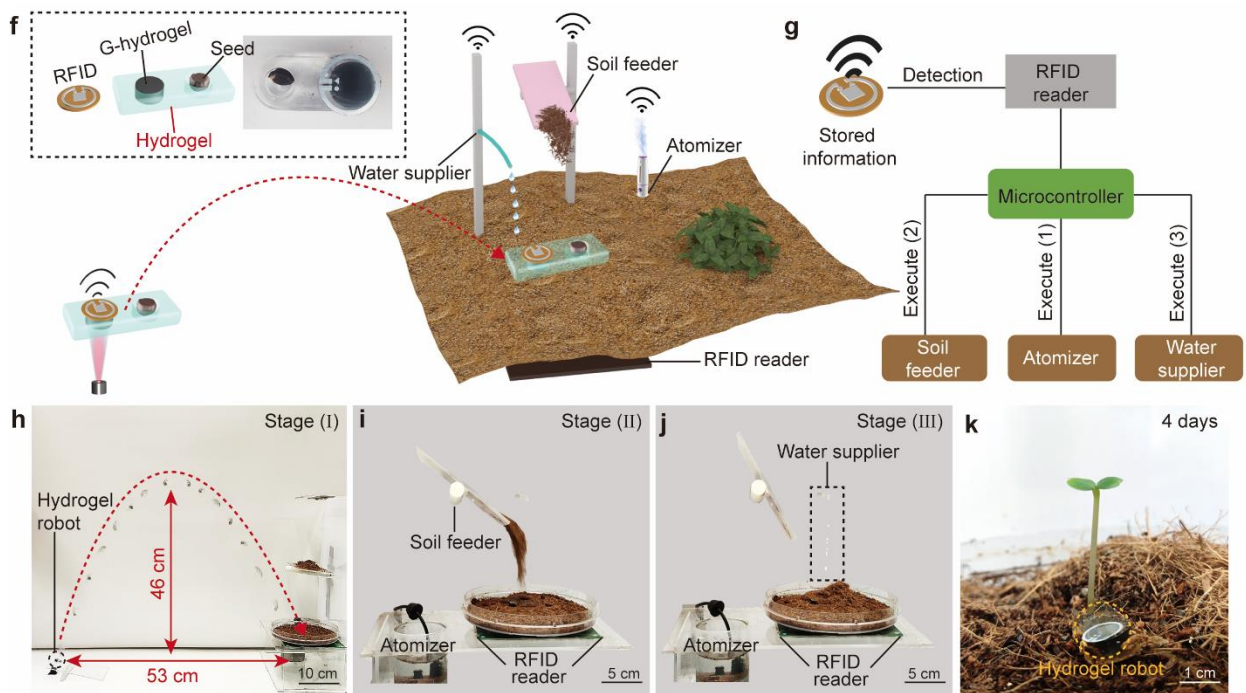 f
G-hydrogel
RFID
Seed
Hydrogel
Soil feeder
Water supplier
Atomizer
RFID reader
g
Detection
RFID
reader
Stored
information
Microcontroller
Execute (2)
Execute (1)
Execute (3)
Soil
feeder
Atomizer
Water
supplier
h
Stage (I)
Hydrogel
robot
46 cm
53 cm
10 cm
i
Stage (II)
Soil feeder
Atomizer
RFID
reader
5 cm
j
Stage (III)
Water supplier
Atomizer
RFID
reader
5 cm
k
4 days
Hydrogel robot
1 cm